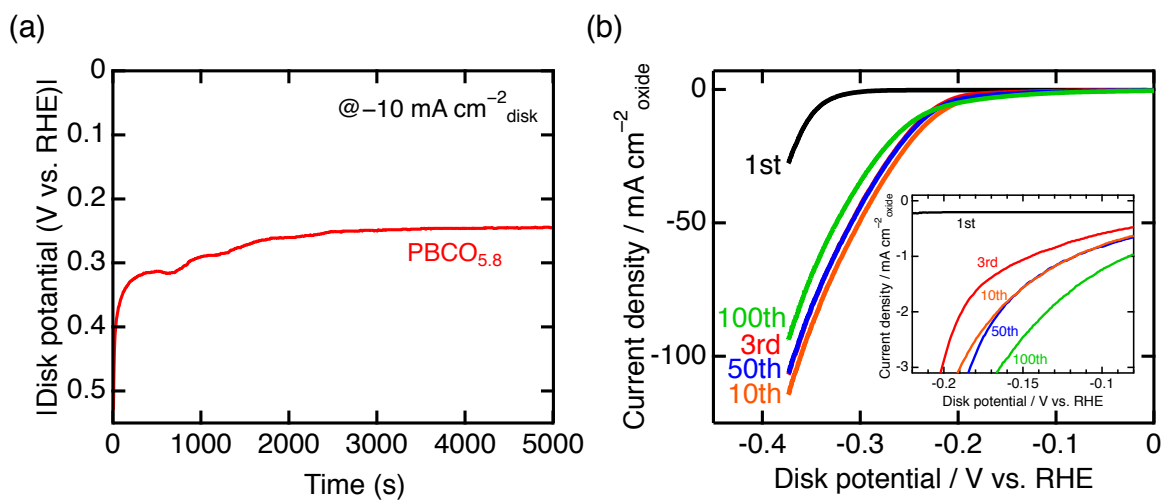 (a)
|Disk potantial (V vs. RHE)|
0
0.1
0.2
0.3
0.4
0.5
@−10 mA cm⁻²disk
PBCO5.8
0
1000
2000
3000
4000
5000
Time (s)
(b)
Current density / mA cm⁻²oxide
0
-50
-100
1st
100th
3rd
50th
10th
-0.4
-0.3
-0.2
-0.1
0
Disk potential / V vs. RHE
Current density / mA cm⁻²oxide
0
-1
-2
-3
1st
3rd
10th
50th
100th
-0.2
-0.15
-0.1
Disk potential / V vs. RHE